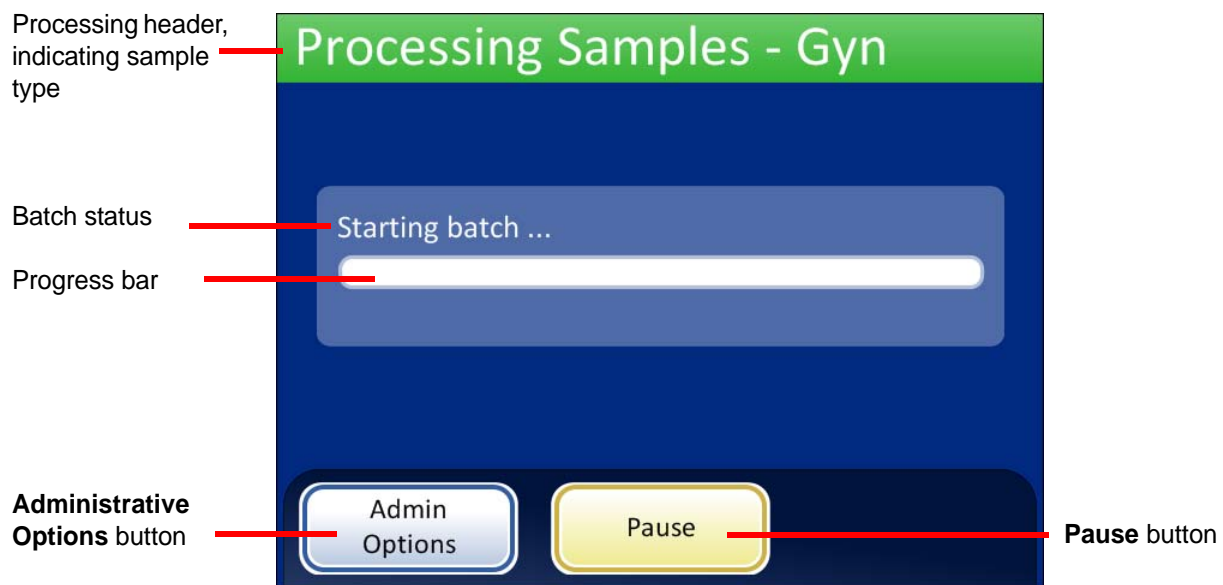 Processing header,
indicating sample
type
Processing Samples - Gyn
Batch status
Starting batch ...
Progress bar
Administrative
Options button
Admin
Options
Pause
Pause button